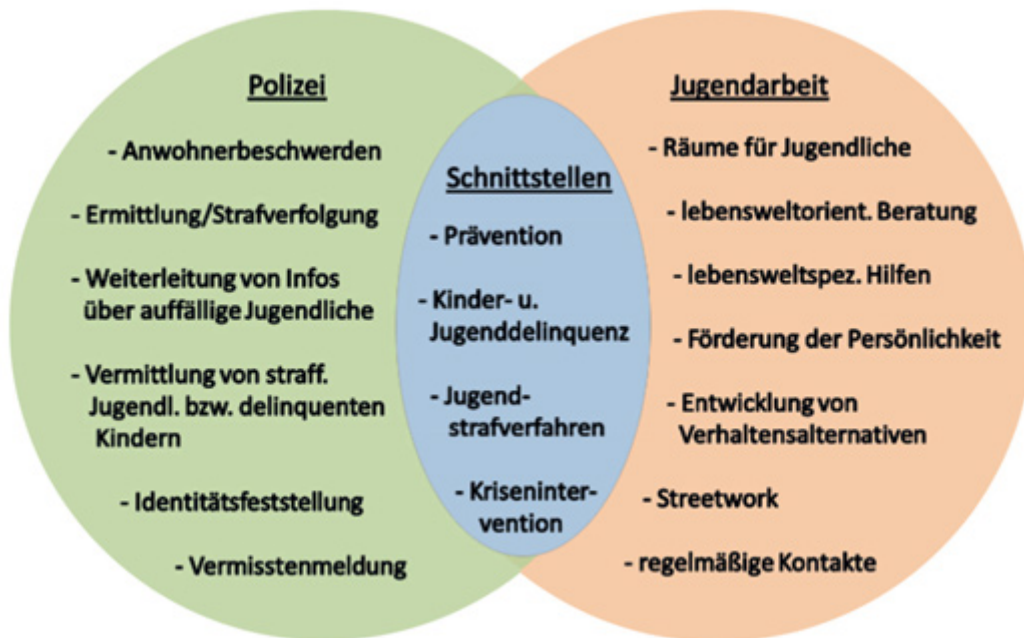 Polizei
- Anwohnerbeschwerden
- Ermittlung/Strafverfolgung
- Weiterleitung von Infos
über auffällige Jugendliche
- Vermittlung von straff.
Jugendl. bzw. delinquenten
Kindern
- Identitätsfeststellung
- Vermisstenmeldung
Schnittstellen
- Prävention
- Kinder- u.
Jugenddelinquenz
- Jugend-
strafverfahren
- Kriseninter-
vention
Jugendarbeit
- Räume für Jugendliche
- lebensweltorient. Beratung
- lebensweltspez. Hilfen
- Förderung der Persönlichkeit
- Entwicklung von
Verhaltensalternativen
- Streetwork
- regelmäßige Kontakte